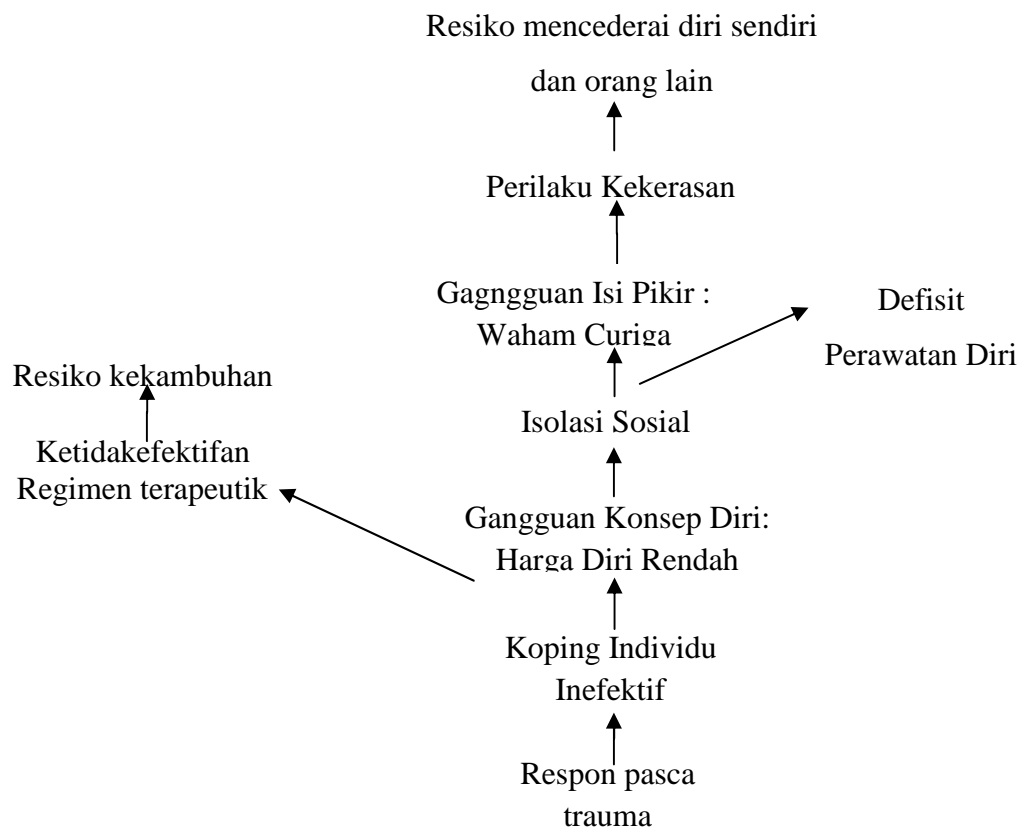 Resiko mencederai diri sendiri
dan orang lain
Perilaku Kekerasan
Gagngguan Isi Pikir :
Waham Curiga
Defisit
Perawatan Diri
Resiko kekambuhan
Isolasi Sosial
Ketidakefektifan
Regimen terapeutik
Gangguan Konsep Diri:
Harga Diri Rendah
Koping Individu
Inefektif
Respon pasca
trauma